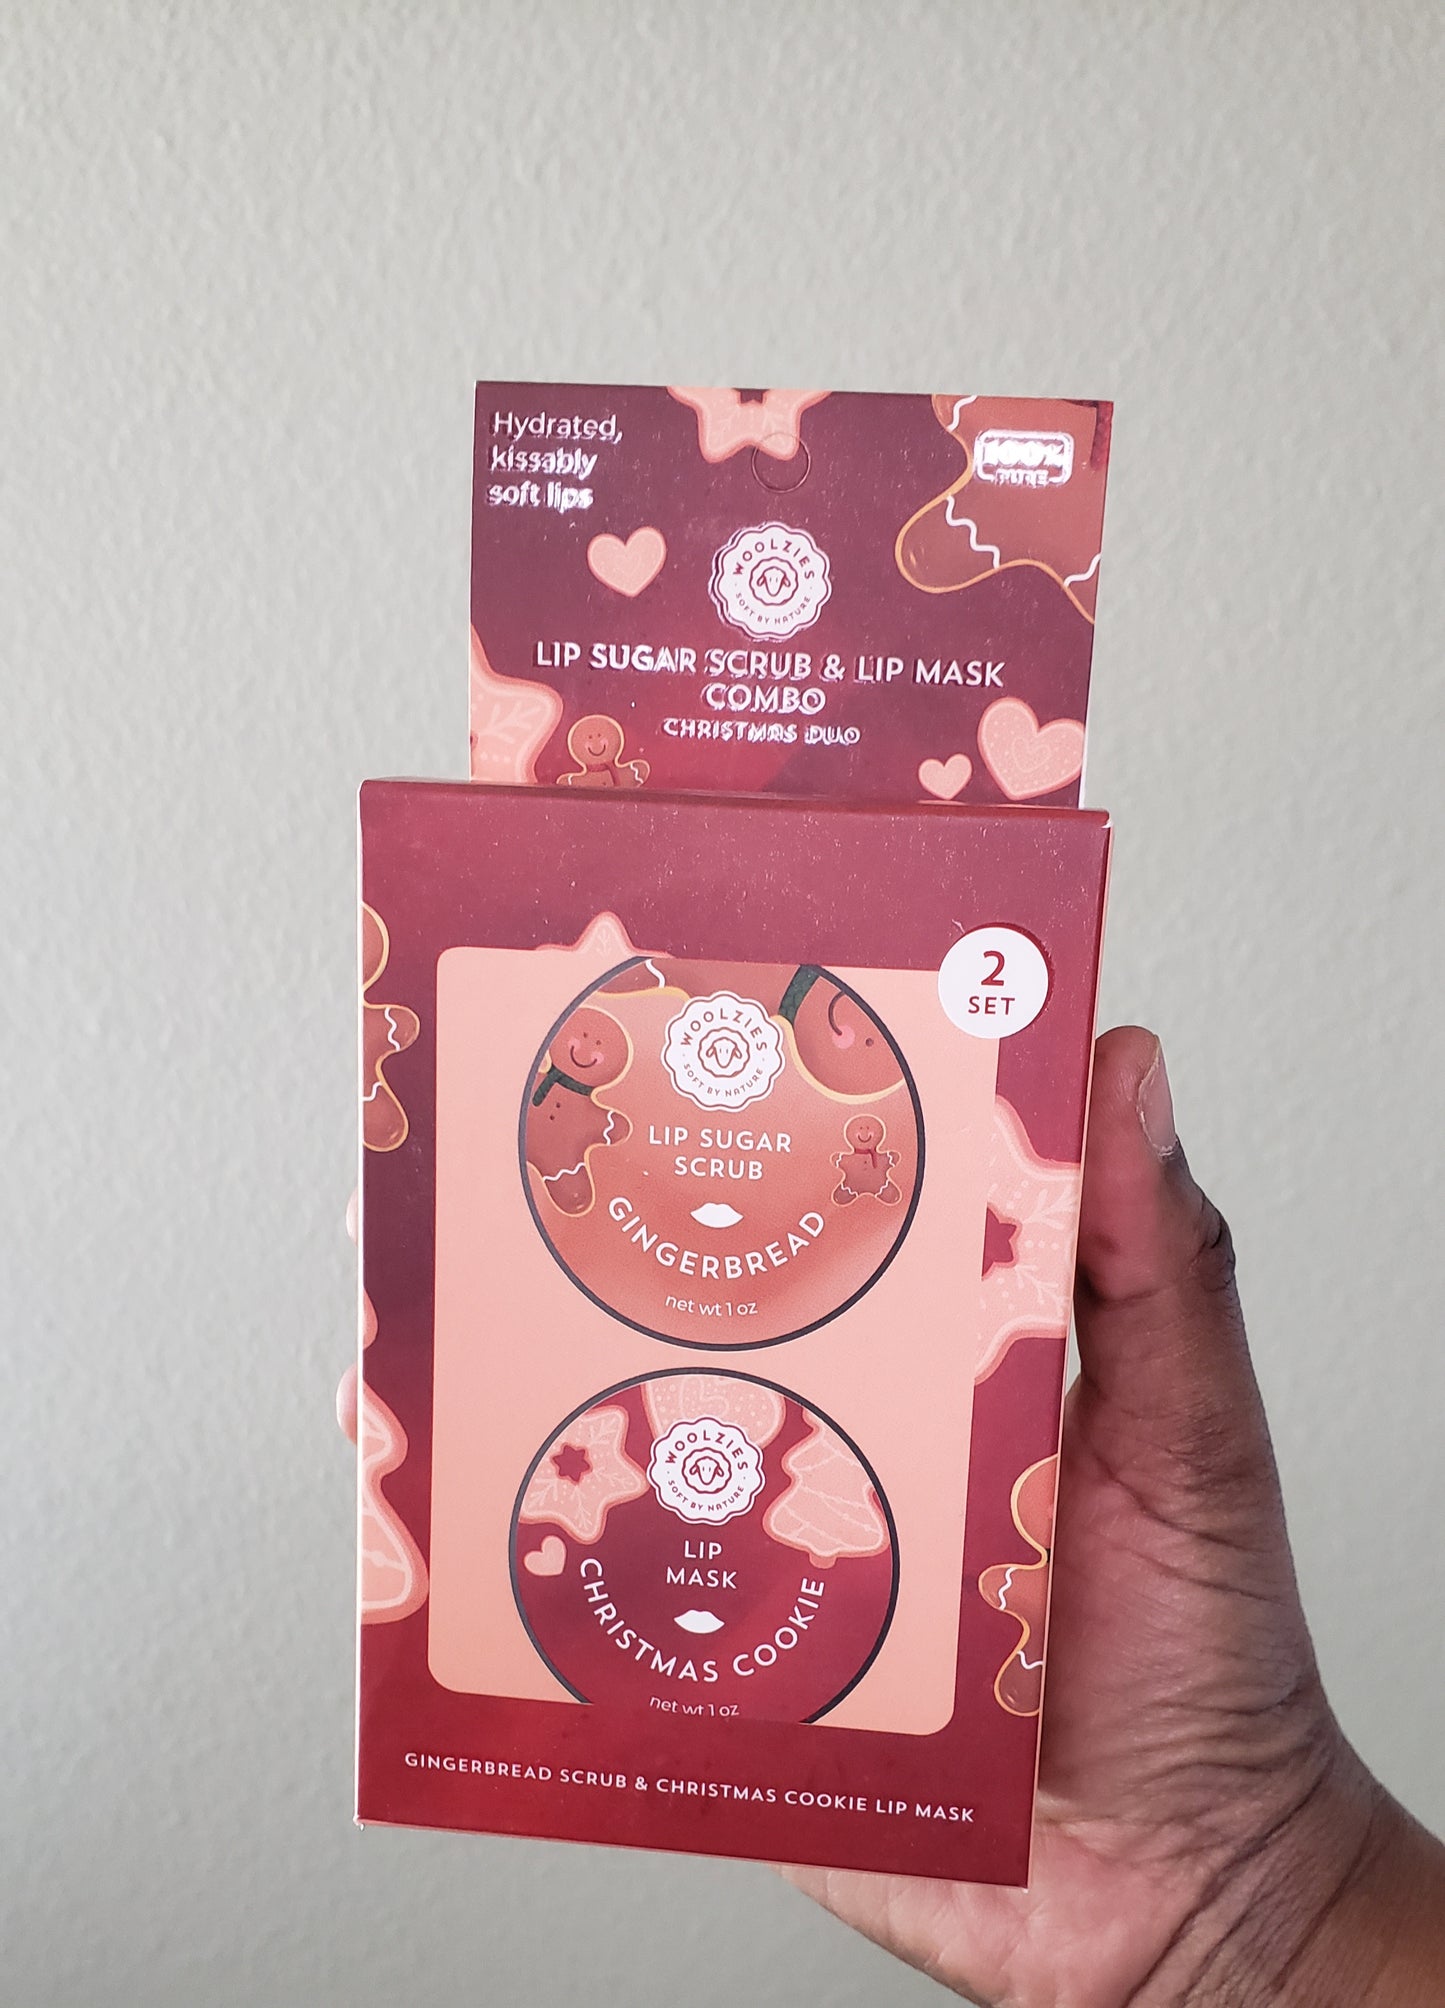 Hydrated,
kissably
soft lips
100%
PURE
WOOLZIES
SOFT BY NATURE
LIP SUGAR SCRUB & LIP MASK
COMBO
CHRISTMAS DUO
2
SET
WOOLZIES
SOFT BY NATURE
LIP SUGAR
SCRUB
GINGERBREAD
net wt 1 oz
WOOLZIES
SOFT BY NATURE
LIP
MASK
CHRISTMAS COOKIE
net wt 1 oz
GINGERBREAD SCRUB & CHRISTMAS COOKIE LIP MASK